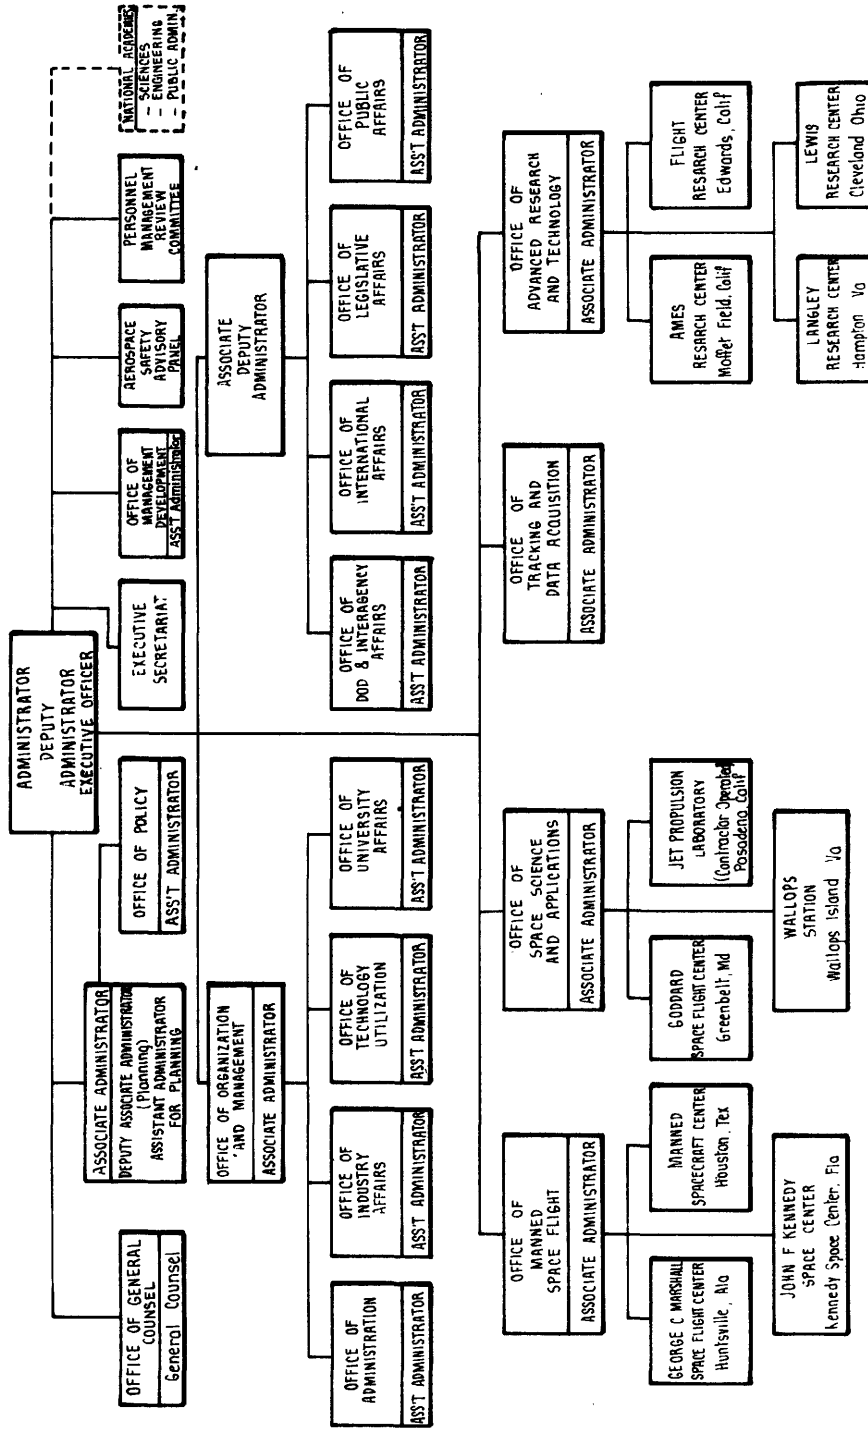 ADMINISTRATOR
DEPUTY
ADMINISTRATOR
EXECUTIVE OFFICER
OFFICE OF GENERAL
COUNSEL
General Counsel
ASSOCIATE ADMINISTRATOR
DEPUTY ASSOCIATE ADMINISTRATOR
(Planning)
ASSISTANT ADMINISTRATOR
FOR PLANNING
OFFICE OF POLICY
ASS'T ADMINISTRATOR
EXECUTIVE
SECRETARIAT
OFFICE OF
MANAGEMENT
DEVELOPMENT
ASS'T Administrator
AEROSPACE
SAFETY
ADVISORY
PANEL
PERSONNEL
MANAGEMENT
REVIEW
COMMITTEE
NATIONAL ACADEMIES
- SCIENCES
- ENGINEERING
- PUBLIC ADMIN.
OFFICE OF ORGANIZATION
AND MANAGEMENT
ASSOCIATE ADMINISTRATOR
ASSOCIATE
DEPUTY
ADMINISTRATOR
OFFICE OF
ADMINISTRATION
ASS'T ADMINISTRATOR
OFFICE OF
INDUSTRY
AFFAIRS
ASS'T ADMINISTRATOR
OFFICE OF
TECHNOLOGY
UTILIZATION
ASS'T ADMINISTRATOR
OFFICE OF
UNIVERSITY
AFFAIRS
ASS'T ADMINISTRATOR
OFFICE OF
DOD & INTERAGENCY
AFFAIRS
ASS'T ADMINISTRATOR
OFFICE OF
INTERNATIONAL
AFFAIRS
ASS'T ADMINISTRATOR
OFFICE OF
LEGISLATIVE
AFFAIRS
ASS'T ADMINISTRATOR
OFFICE OF
PUBLIC
AFFAIRS
ASS'T ADMINISTRATOR
OFFICE OF
MANNED
SPACE FLIGHT
ASSOCIATE ADMINISTRATOR
OFFICE OF
SPACE SCIENCE
AND APPLICATIONS
ASSOCIATE ADMINISTRATOR
OFFICE OF
TRACKING AND
DATA ACQUISITION
ASSOCIATE ADMINISTRATOR
OFFICE OF
ADVANCED RESEARCH
AND TECHNOLOGY
ASSOCIATE ADMINISTRATOR
GEORGE C MARSHALL
SPACE FLIGHT CENTER
Huntsville, Ala
MANNED
SPACECRAFT CENTER
Houston, Tex
GODDARD
SPACE FLIGHT CENTER
Greenbelt, Md
JET PROPULSION
LABORATORY
(Contractor Operated)
Pasadena, Calif
AMES
RESARCH CENTER
Moffet Field, Calif
FLIGHT
RESARCH CENTER
Edwards, Calif
JOHN F KENNEDY
SPACE CENTER
Kennedy Space Center, Fla
WALLOPS
STATION
Wallops Island Va
LANGLEY
RESEARCH CENTER
Hampton Va
LEWIS
RESEARCH CENTER
Cleveland Ohio